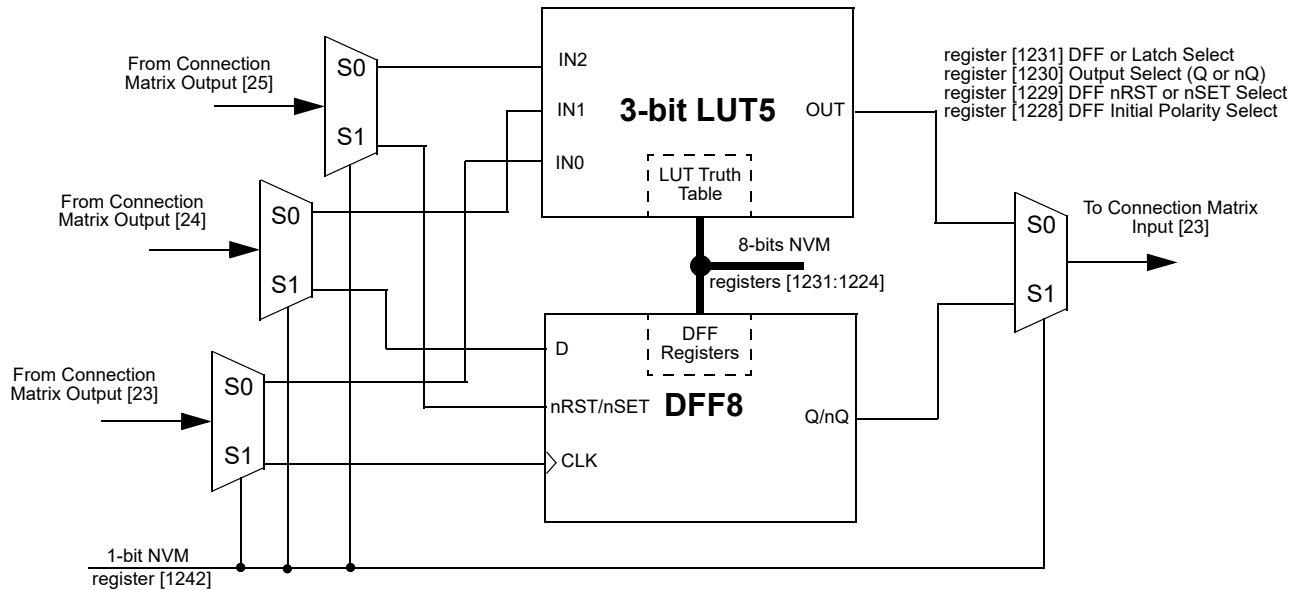 From Connection
Matrix Output [25]
S0
S1
IN2
IN1
IN0
3-bit LUT5
OUT
LUT Truth
Table
register [1231] DFF or Latch Select
register [1230] Output Select (Q or nQ)
register [1229] DFF nRST or nSET Select
register [1228] DFF Initial Polarity Select
From Connection
Matrix Output [24]
S0
S1
8-bits NVM
registers [1231:1224]
S0
S1
To Connection Matrix
Input [23]
From Connection
Matrix Output [23]
S0
S1
D
nRST/nSET
CLK
DFF
Registers
DFF8
Q/nQ
1-bit NVM
register [1242]